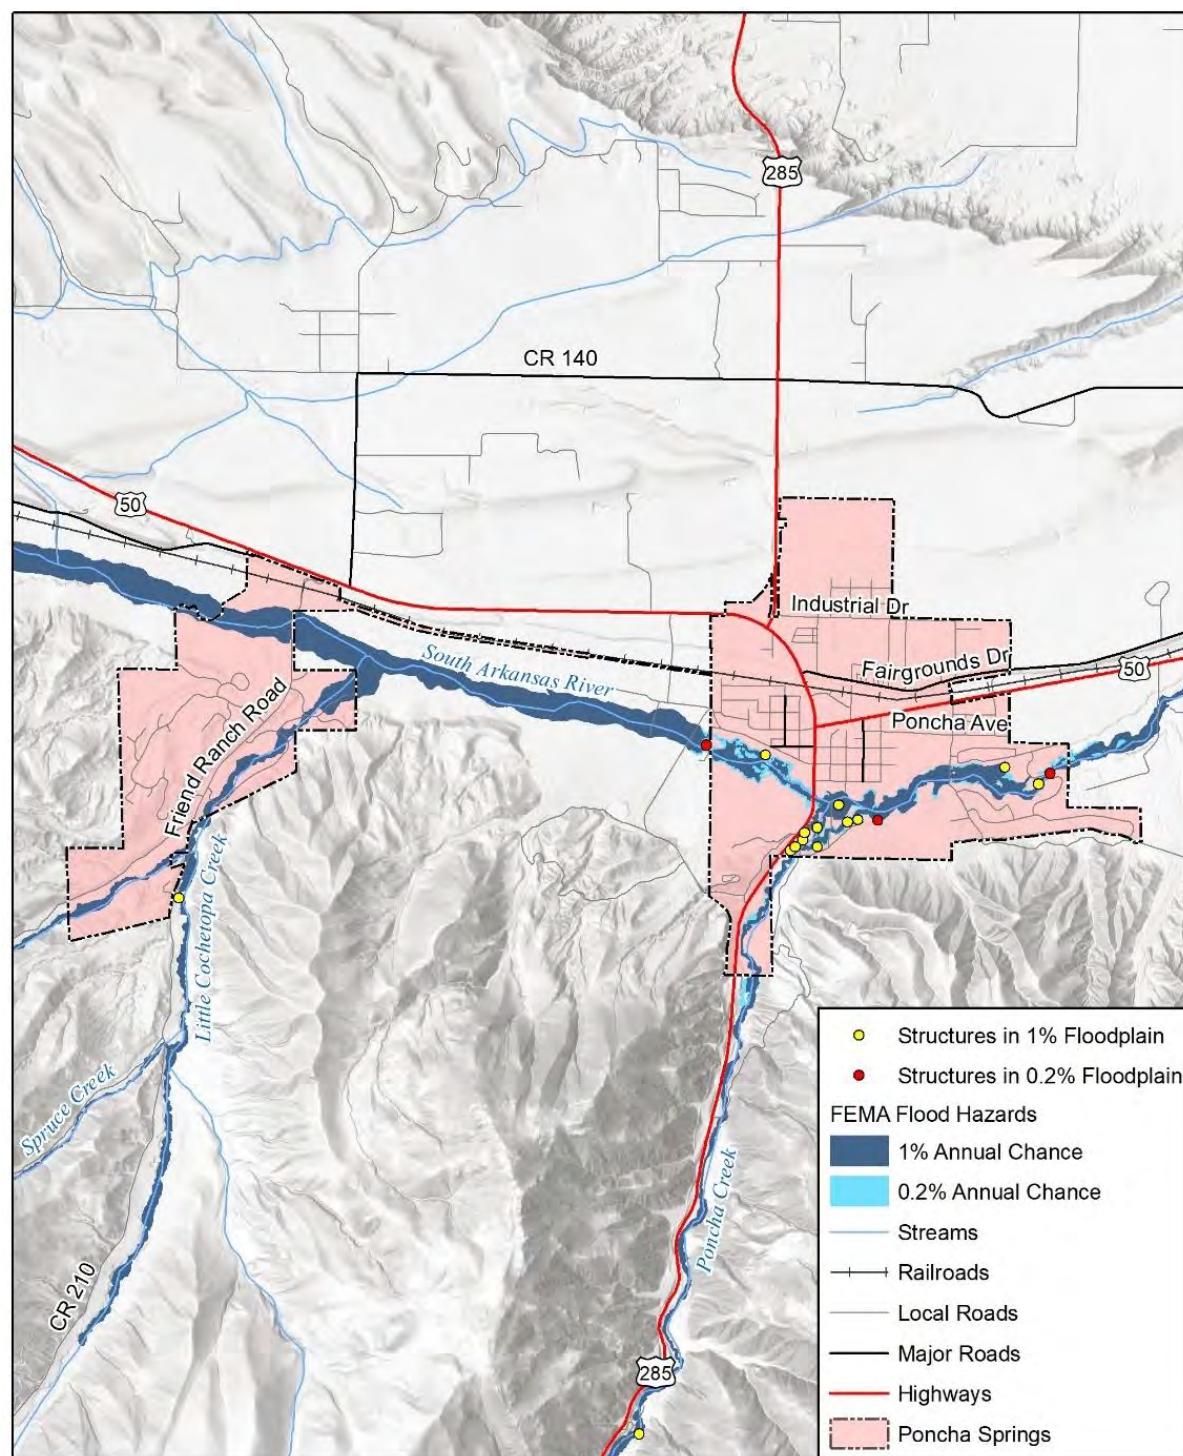 285
CR 140
50
Industrial Dr
Fairgrounds Dr
50
South Arkansas River
Poncha Ave
Friend Ranch Road
Little Cochetopa Creek
Spruce Creek
CR 210
Poncha Creek
285
Structures in 1% Floodplain
Structures in 0.2% Floodplain
FEMA Flood Hazards
1% Annual Chance
0.2% Annual Chance
Streams
Railroads
Local Roads
Major Roads
Highways
Poncha Springs